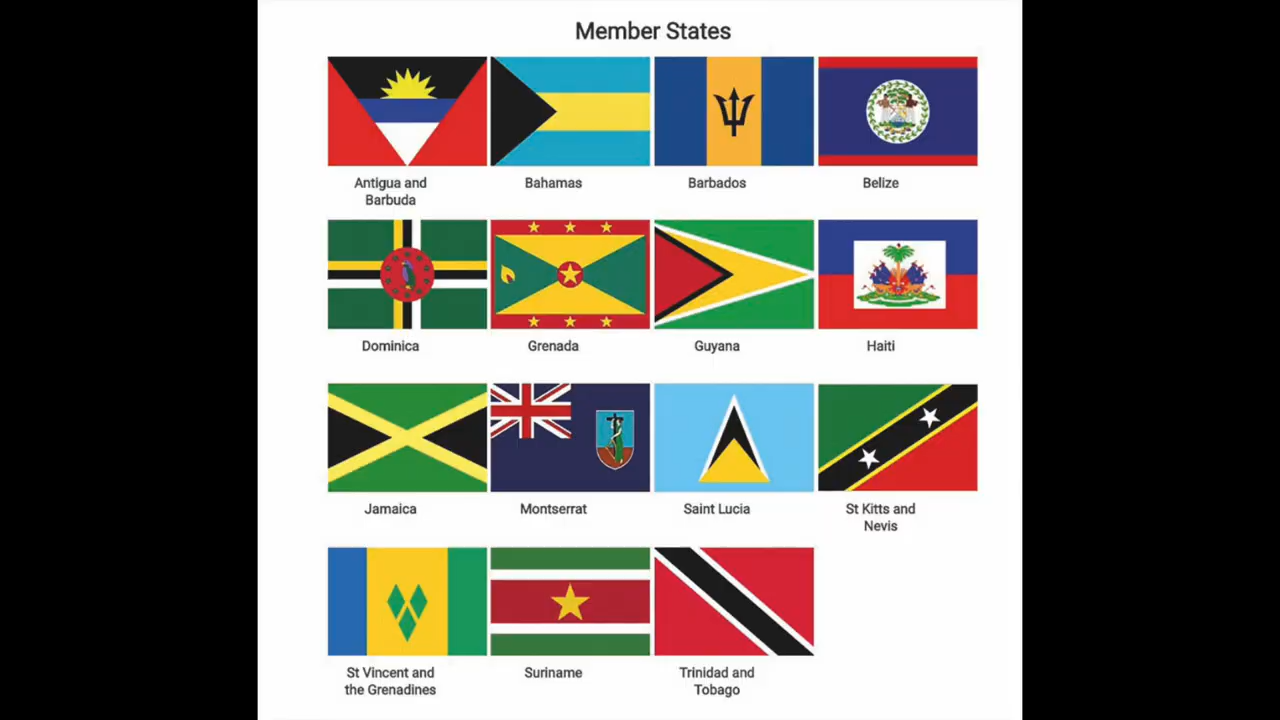 Member States
Antigua and
Barbuda
Bahamas
Barbados
Belize
Dominica
Grenada
Guyana
Haiti
Jamaica
Montserrat
Saint Lucia
St Kitts and
Nevis
St Vincent and
the Grenadines
Suriname
Trinidad and
Tobago